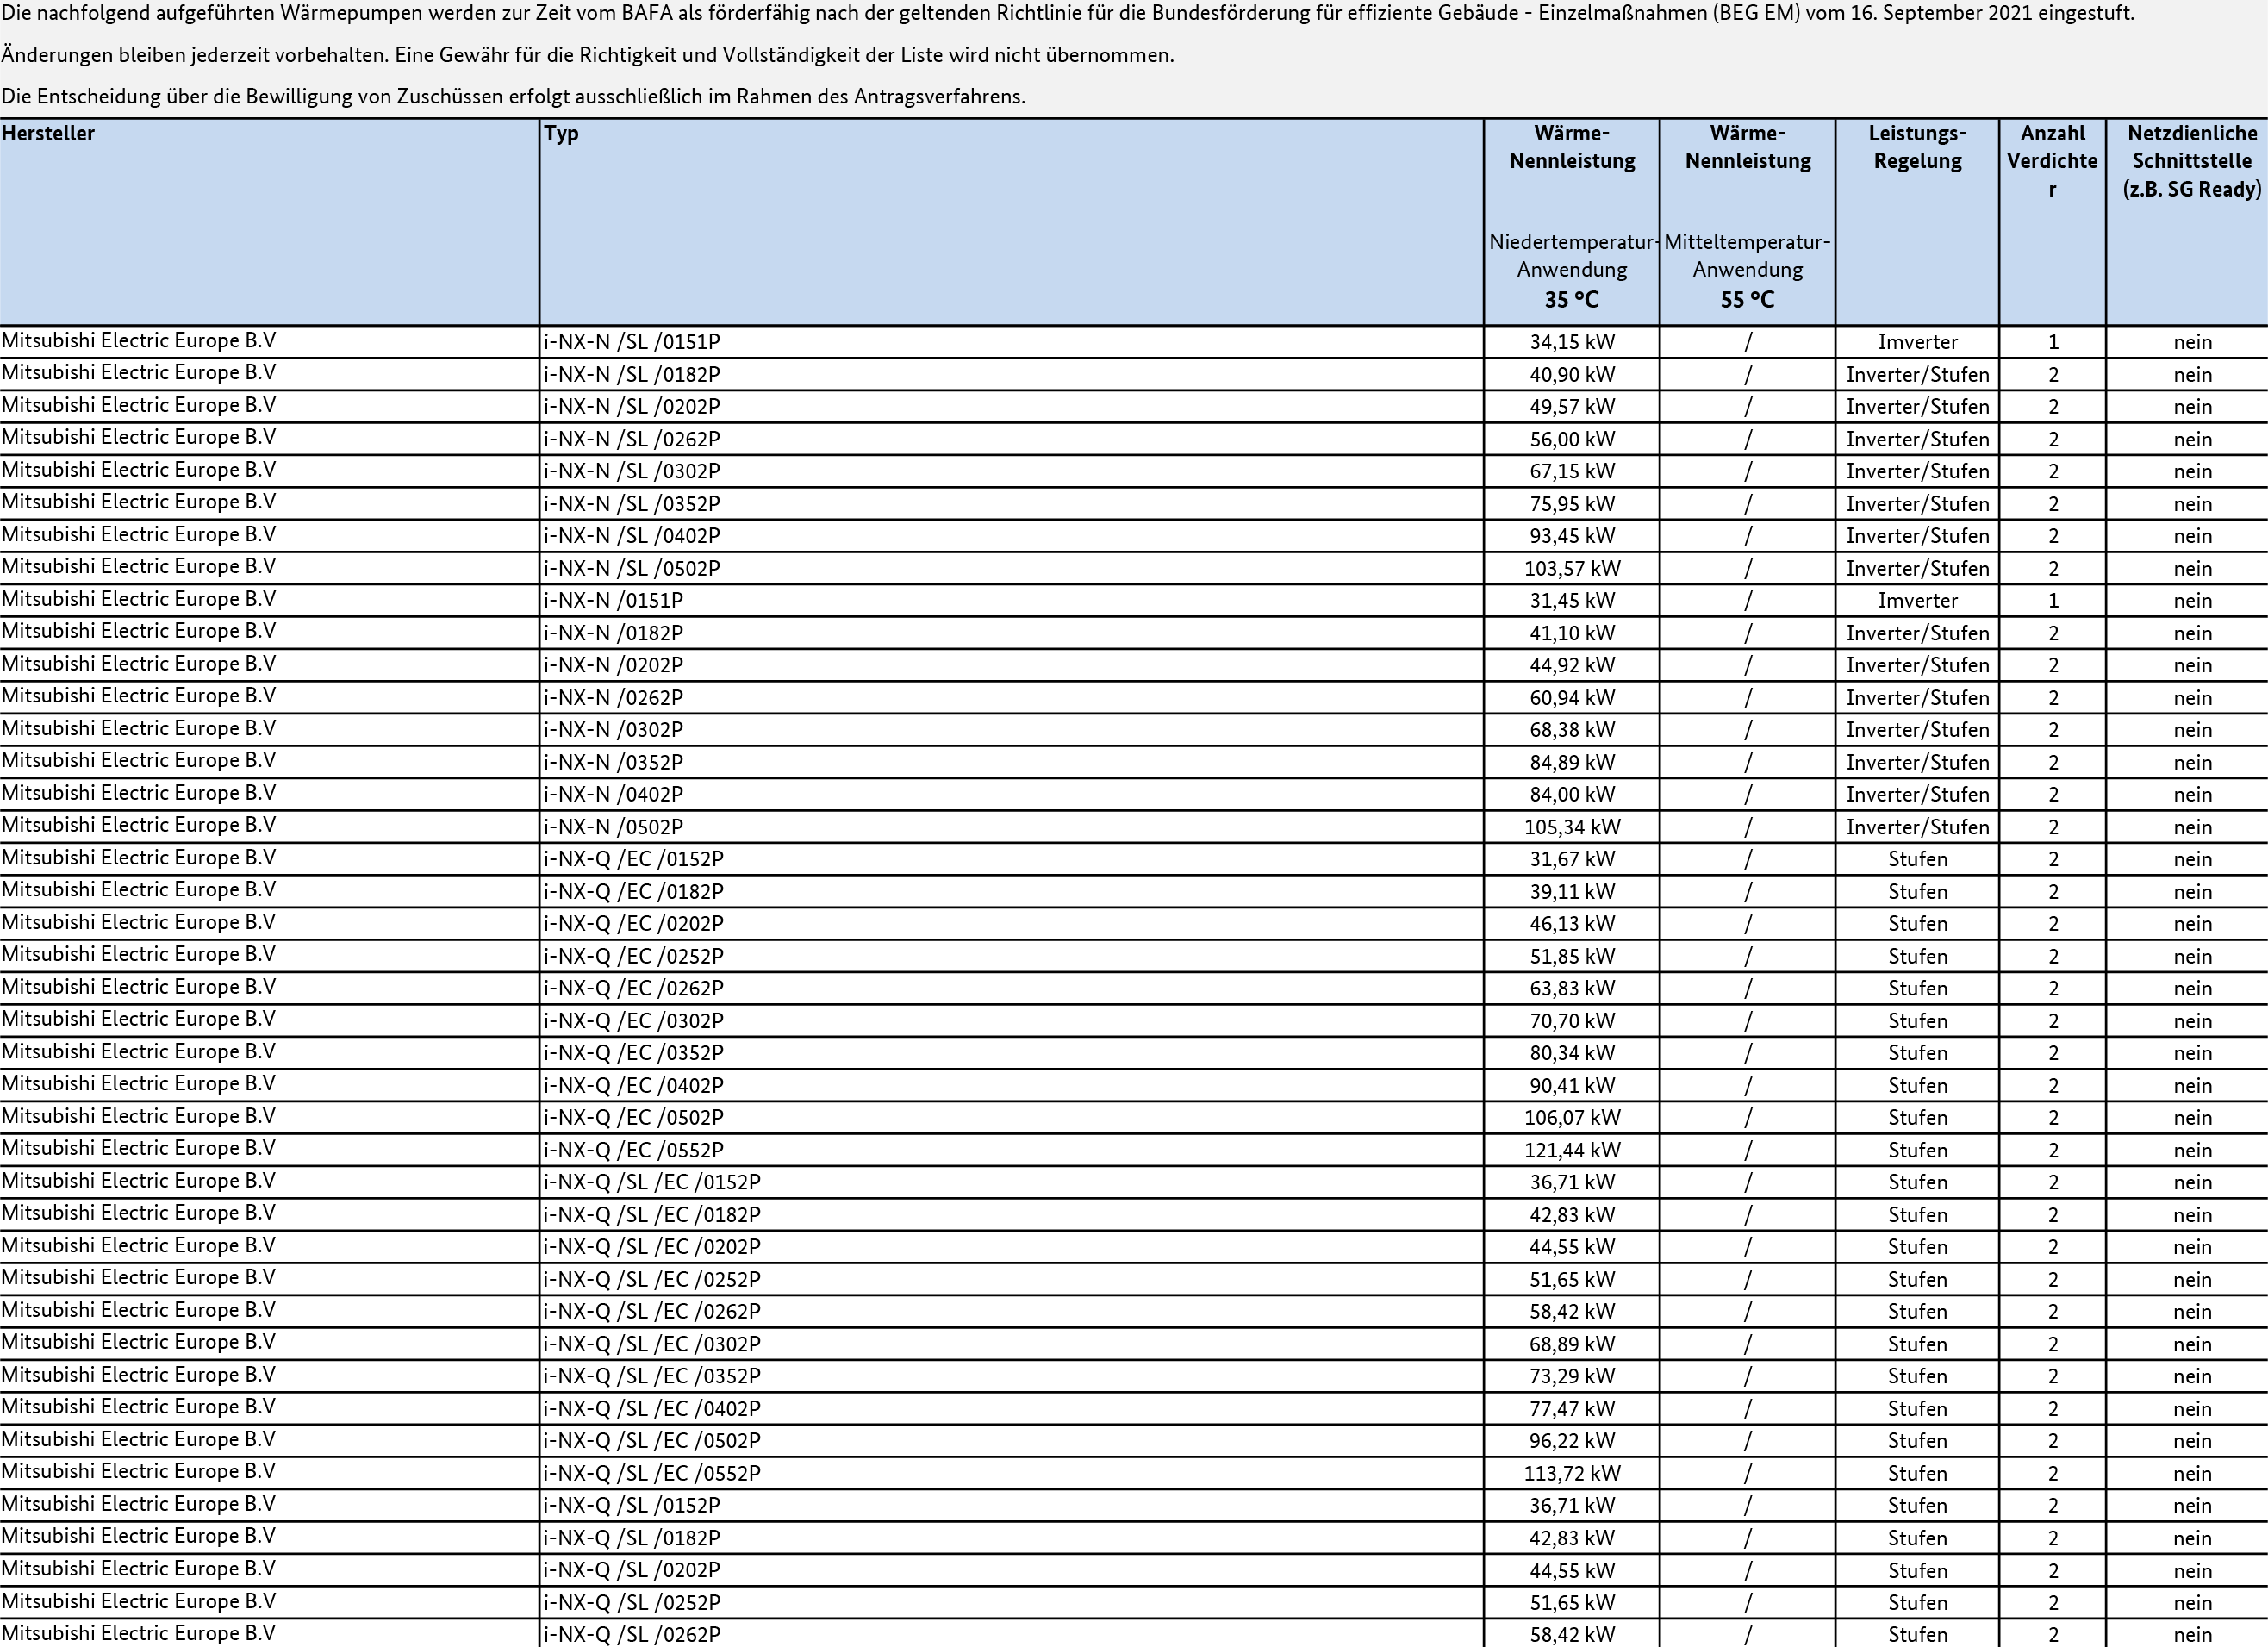 Die nachfolgend aufgeführten Wärmepumpen werden zur Zeit vom BAFA als förderfähig nach der geltenden Richtlinie für die Bundesförderung für effiziente Gebäude - Einzelmaßnahmen (BEG EM) vom 16. September 2021 eingestuft.
Änderungen bleiben jederzeit vorbehalten. Eine Gewähr für die Richtigkeit und Vollständigkeit der Liste wird nicht übernommen.
Die Entscheidung über die Bewilligung von Zuschüssen erfolgt ausschließlich im Rahmen des Antragsverfahrens.
Hersteller Typ Wärme- Wärme- Leistungs- Anzahl Netzdienliche
Nennleistung Nennleistung Regelung Verdichte Schnittstelle
r (z.B. SG Ready)
Niedertemperatur- Mitteltemperatur-
Anwendung Anwendung
35 °C 55 °C
Mitsubishi Electric Europe B.V i-NX-N /SL /0151P 34,15 kW / Imverter 1 nein
Mitsubishi Electric Europe B.V i-NX-N /SL /0182P 40,90 kW / Inverter/Stufen 2 nein
Mitsubishi Electric Europe B.V i-NX-N /SL /0202P 49,57 kW / Inverter/Stufen 2 nein
Mitsubishi Electric Europe B.V i-NX-N /SL /0262P 56,00 kW / Inverter/Stufen 2 nein
Mitsubishi Electric Europe B.V i-NX-N /SL /0302P 67,15 kW / Inverter/Stufen 2 nein
Mitsubishi Electric Europe B.V i-NX-N /SL /0352P 75,95 kW / Inverter/Stufen 2 nein
Mitsubishi Electric Europe B.V i-NX-N /SL /0402P 93,45 kW / Inverter/Stufen 2 nein
Mitsubishi Electric Europe B.V i-NX-N /SL /0502P 103,57 kW / Inverter/Stufen 2 nein
Mitsubishi Electric Europe B.V i-NX-N /0151P 31,45 kW / Imverter 1 nein
Mitsubishi Electric Europe B.V i-NX-N /0182P 41,10 kW / Inverter/Stufen 2 nein
Mitsubishi Electric Europe B.V i-NX-N /0202P 44,92 kW / Inverter/Stufen 2 nein
Mitsubishi Electric Europe B.V i-NX-N /0262P 60,94 kW / Inverter/Stufen 2 nein
Mitsubishi Electric Europe B.V i-NX-N /0302P 68,38 kW / Inverter/Stufen 2 nein
Mitsubishi Electric Europe B.V i-NX-N /0352P 84,89 kW / Inverter/Stufen 2 nein
Mitsubishi Electric Europe B.V i-NX-N /0402P 84,00 kW / Inverter/Stufen 2 nein
Mitsubishi Electric Europe B.V i-NX-N /0502P 105,34 kW / Inverter/Stufen 2 nein
Mitsubishi Electric Europe B.V i-NX-Q /EC /0152P 31,67 kW / Stufen 2 nein
Mitsubishi Electric Europe B.V i-NX-Q /EC /0182P 39,11 kW / Stufen 2 nein
Mitsubishi Electric Europe B.V i-NX-Q /EC /0202P 46,13 kW / Stufen 2 nein
Mitsubishi Electric Europe B.V i-NX-Q /EC /0252P 51,85 kW / Stufen 2 nein
Mitsubishi Electric Europe B.V i-NX-Q /EC /0262P 63,83 kW / Stufen 2 nein
Mitsubishi Electric Europe B.V i-NX-Q /EC /0302P 70,70 kW / Stufen 2 nein
Mitsubishi Electric Europe B.V i-NX-Q /EC /0352P 80,34 kW / Stufen 2 nein
Mitsubishi Electric Europe B.V i-NX-Q /EC /0402P 90,41 kW / Stufen 2 nein
Mitsubishi Electric Europe B.V i-NX-Q /EC /0502P 106,07 kW / Stufen 2 nein
Mitsubishi Electric Europe B.V i-NX-Q /EC /0552P 121,44 kW / Stufen 2 nein
Mitsubishi Electric Europe B.V i-NX-Q /SL /EC /0152P 36,71 kW / Stufen 2 nein
Mitsubishi Electric Europe B.V i-NX-Q /SL /EC /0182P 42,83 kW / Stufen 2 nein
Mitsubishi Electric Europe B.V i-NX-Q /SL /EC /0202P 44,55 kW / Stufen 2 nein
Mitsubishi Electric Europe B.V i-NX-Q /SL /EC /0252P 51,65 kW / Stufen 2 nein
Mitsubishi Electric Europe B.V i-NX-Q /SL /EC /0262P 58,42 kW / Stufen 2 nein
Mitsubishi Electric Europe B.V i-NX-Q /SL /EC /0302P 68,89 kW / Stufen 2 nein
Mitsubishi Electric Europe B.V i-NX-Q /SL /EC /0352P 73,29 kW / Stufen 2 nein
Mitsubishi Electric Europe B.V i-NX-Q /SL /EC /0402P 77,47 kW / Stufen 2 nein
Mitsubishi Electric Europe B.V i-NX-Q /SL /EC /0502P 96,22 kW / Stufen 2 nein
Mitsubishi Electric Europe B.V i-NX-Q /SL /EC /0552P 113,72 kW / Stufen 2 nein
Mitsubishi Electric Europe B.V i-NX-Q /SL /0152P 36,71 kW / Stufen 2 nein
Mitsubishi Electric Europe B.V i-NX-Q /SL /0182P 42,83 kW / Stufen 2 nein
Mitsubishi Electric Europe B.V i-NX-Q /SL /0202P 44,55 kW / Stufen 2 nein
Mitsubishi Electric Europe B.V i-NX-Q /SL /0252P 51,65 kW / Stufen 2 nein
Mitsubishi Electric Europe B.V i-NX-Q /SL /0262P 58,42 kW / Stufen 2 nein